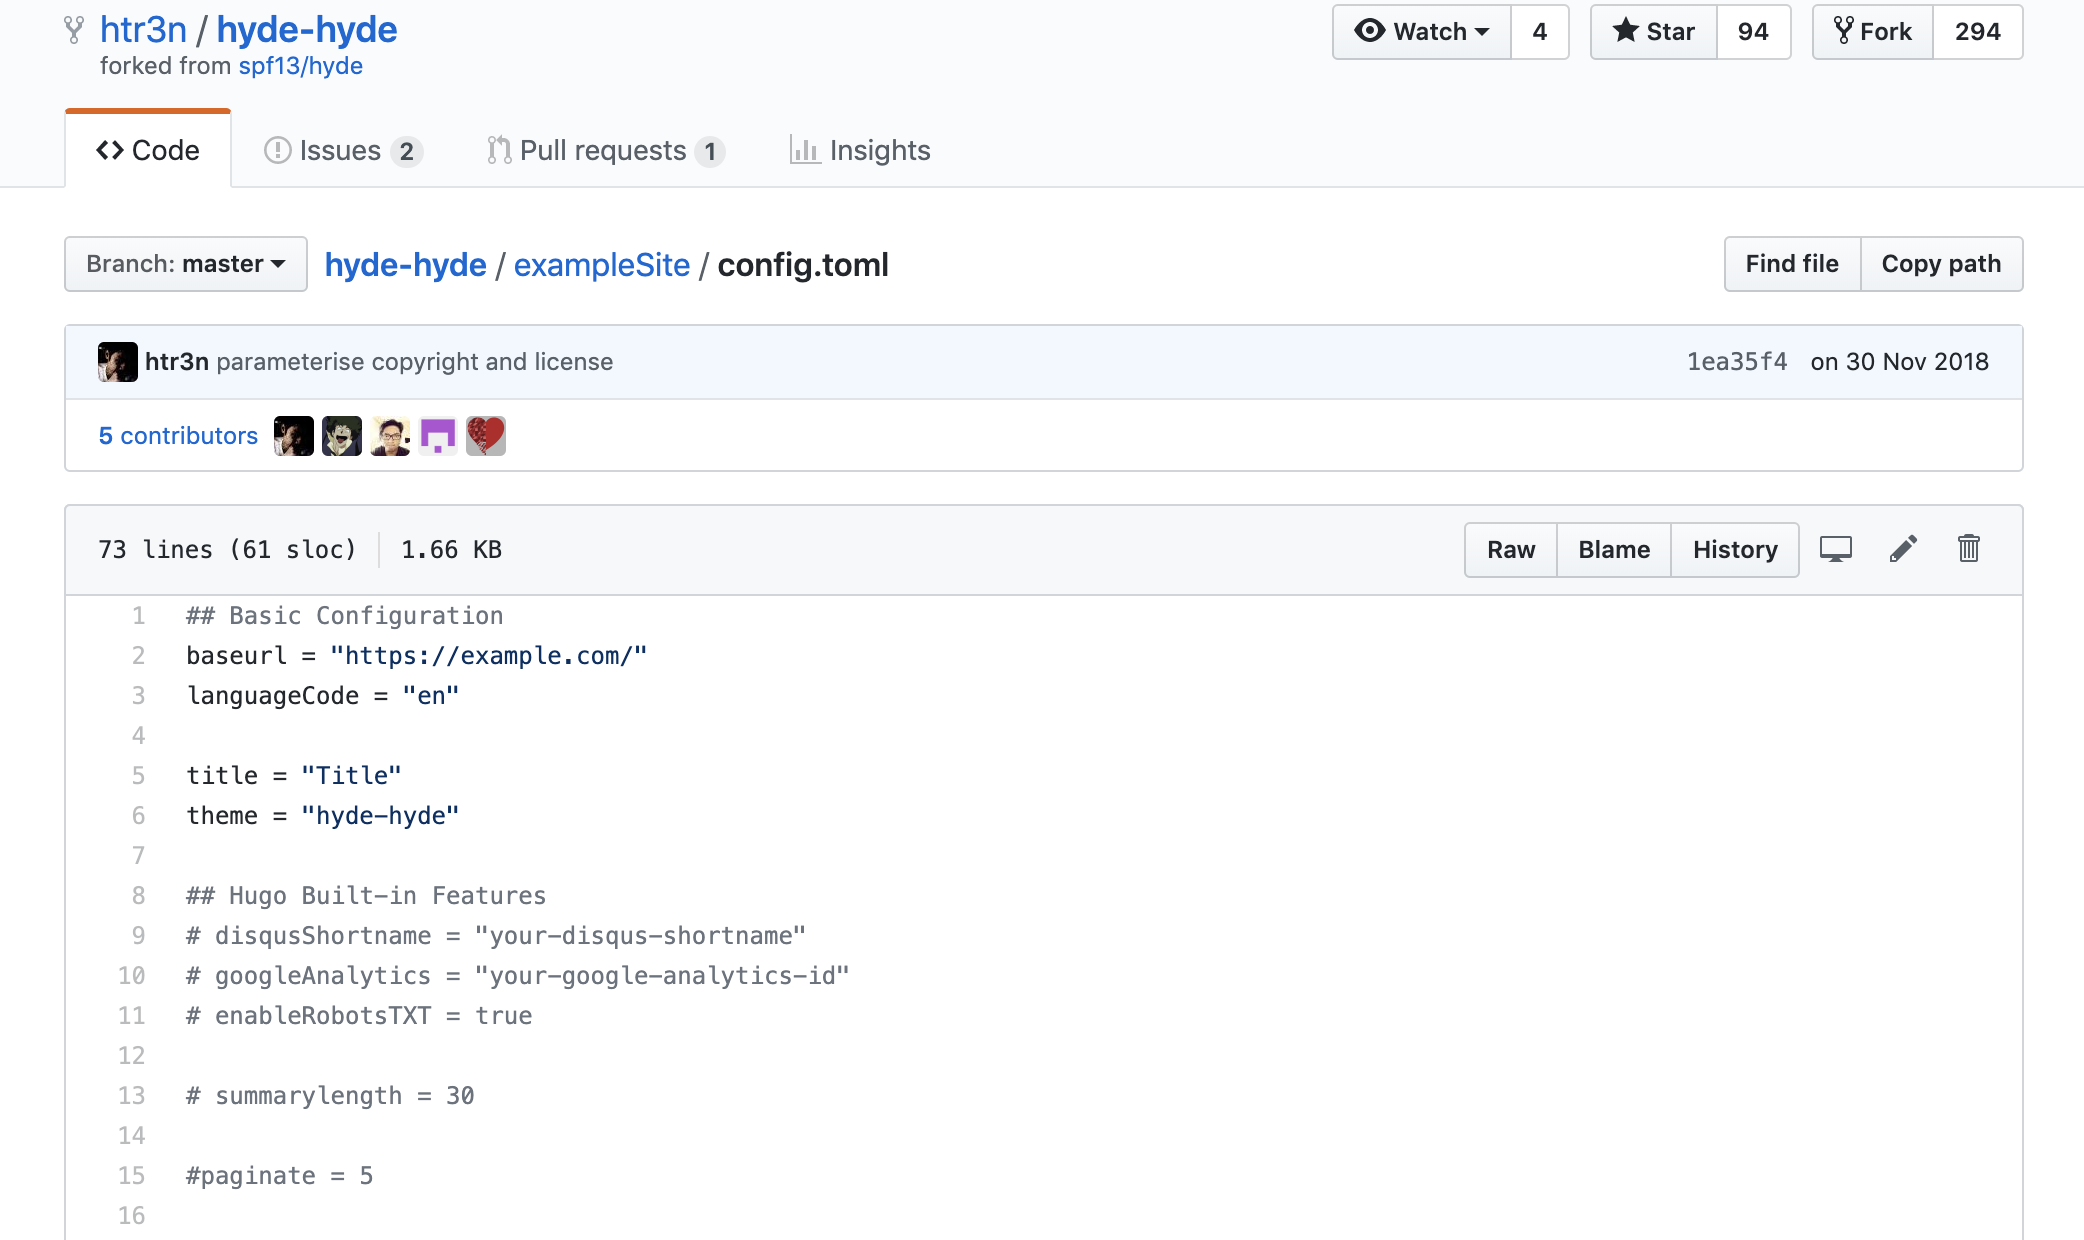 htr3n / hyde-hyde
forked from spf13/hyde
Watch 4 Star 94 Fork 294
Code Issues 2 Pull requests 1 Insights
Branch: master hyde-hyde / exampleSite / config.toml Find file Copy path
htr3n parameterise copyright and license 1ea35f4 on 30 Nov 2018
5 contributors
73 lines (61 sloc) 1.66 KB Raw Blame History
1 ## Basic Configuration
2 baseurl = "https://example.com/"
3 languageCode = "en"
4
5 title = "Title"
6 theme = "hyde-hyde"
7
8 ## Hugo Built-in Features
9 # disqusShortname = "your-disqus-shortname"
10 # googleAnalytics = "your-google-analytics-id"
11 # enableRobotsTXT = true
12
13 # summarylength = 30
14
15 #paginate = 5
16